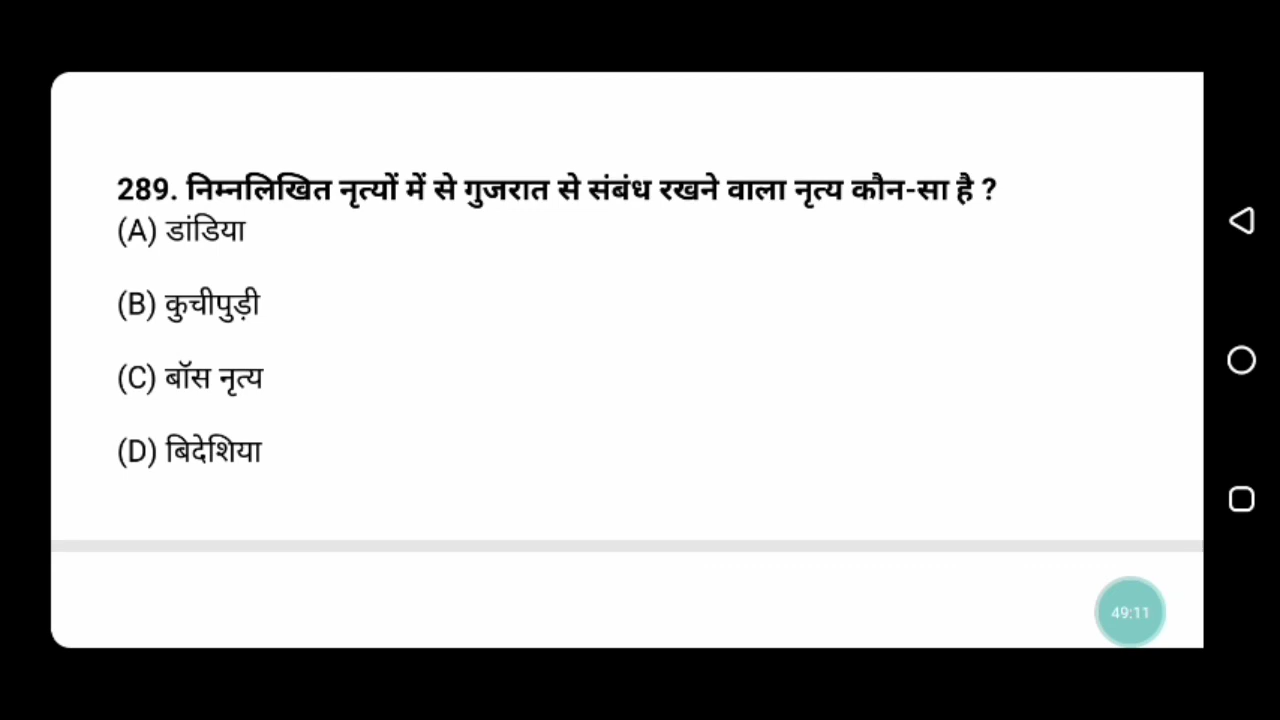 289. निम्नलिखित नृत्यों में से गुजरात से संबंध रखने वाला नृत्य कौन-सा है ?
(A) डांडिया
(B) कुचीपुड़ी
(C) बॉस नृत्य
(D) बिदेशिया
49:11